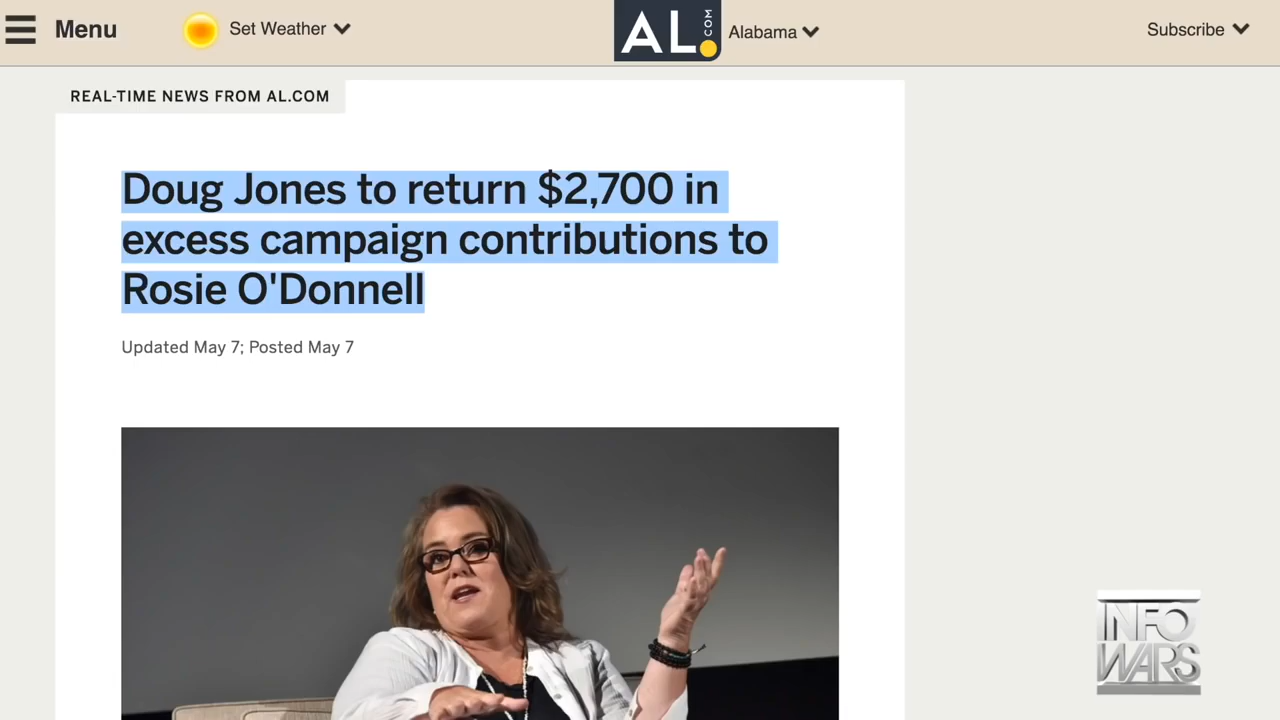 Menu
Set Weather
AL.COM
Alabama
Subscribe
REAL-TIME NEWS FROM AL.COM
Doug Jones to return $2,700 in
excess campaign contributions to
Rosie O'Donnell
Updated May 7; Posted May 7
INFO
WARS